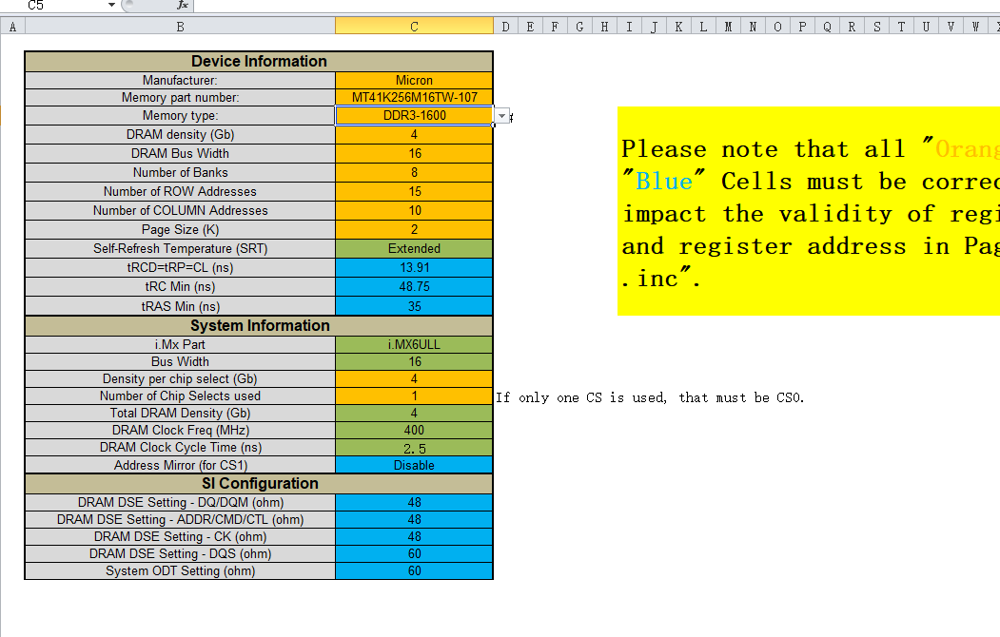 C5 fx
A B C D E F G H I J K L M N O P Q R S T U V W
Device Information
Manufacturer: Micron
Memory part number: MT41K256M16TW-107
Memory type: DDR3-1600
DRAM density (Gb) 4
DRAM Bus Width 16
Number of Banks 8
Number of ROW Addresses 15
Number of COLUMN Addresses 10
Page Size (K) 2
Self-Refresh Temperature (SRT) Extended
tRCD=tRP=CL (ns) 13.91
tRC Min (ns) 48.75
tRAS Min (ns) 35
System Information
i.Mx Part i.MX6ULL
Bus Width 16
Density per chip select (Gb) 4
Number of Chip Selects used 1 If only one CS is used, that must be CS0.
Total DRAM Density (Gb) 4
DRAM Clock Freq (MHz) 400
DRAM Clock Cycle Time (ns) 2.5
Address Mirror (for CS1) Disable
SI Configuration
DRAM DSE Setting - DQ/DQM (ohm) 48
DRAM DSE Setting - ADDR/CMD/CTL (ohm) 48
DRAM DSE Setting - CK (ohm) 48
DRAM DSE Setting - DQS (ohm) 60
System ODT Setting (ohm) 60
Please note that all "Orang
"Blue" Cells must be correc
impact the validity of regi
and register address in Pag
.inc".